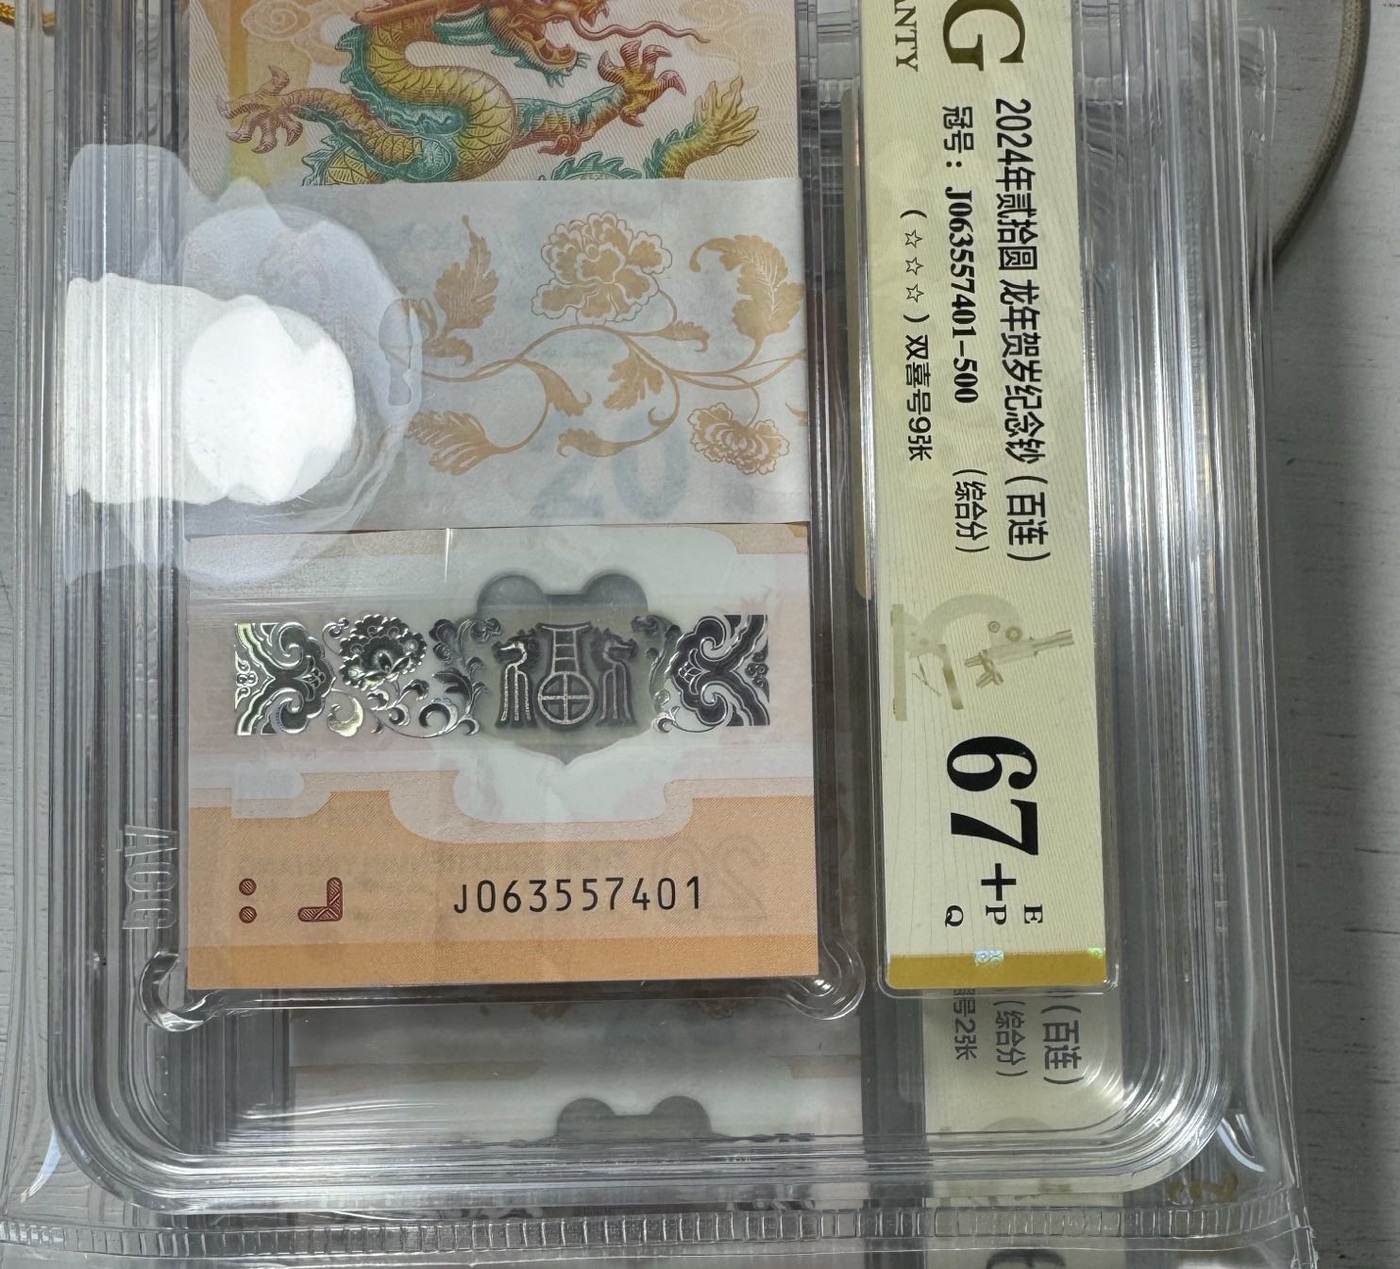 ANTY
G
2024年贰拾圆 龙年贺岁纪念钞（百连）
冠号：J063557401-500 （综合分）
（☆☆☆）双喜号9张
67+
E
P
Q
J063557401
20
（百连）
（综合分）
号2张